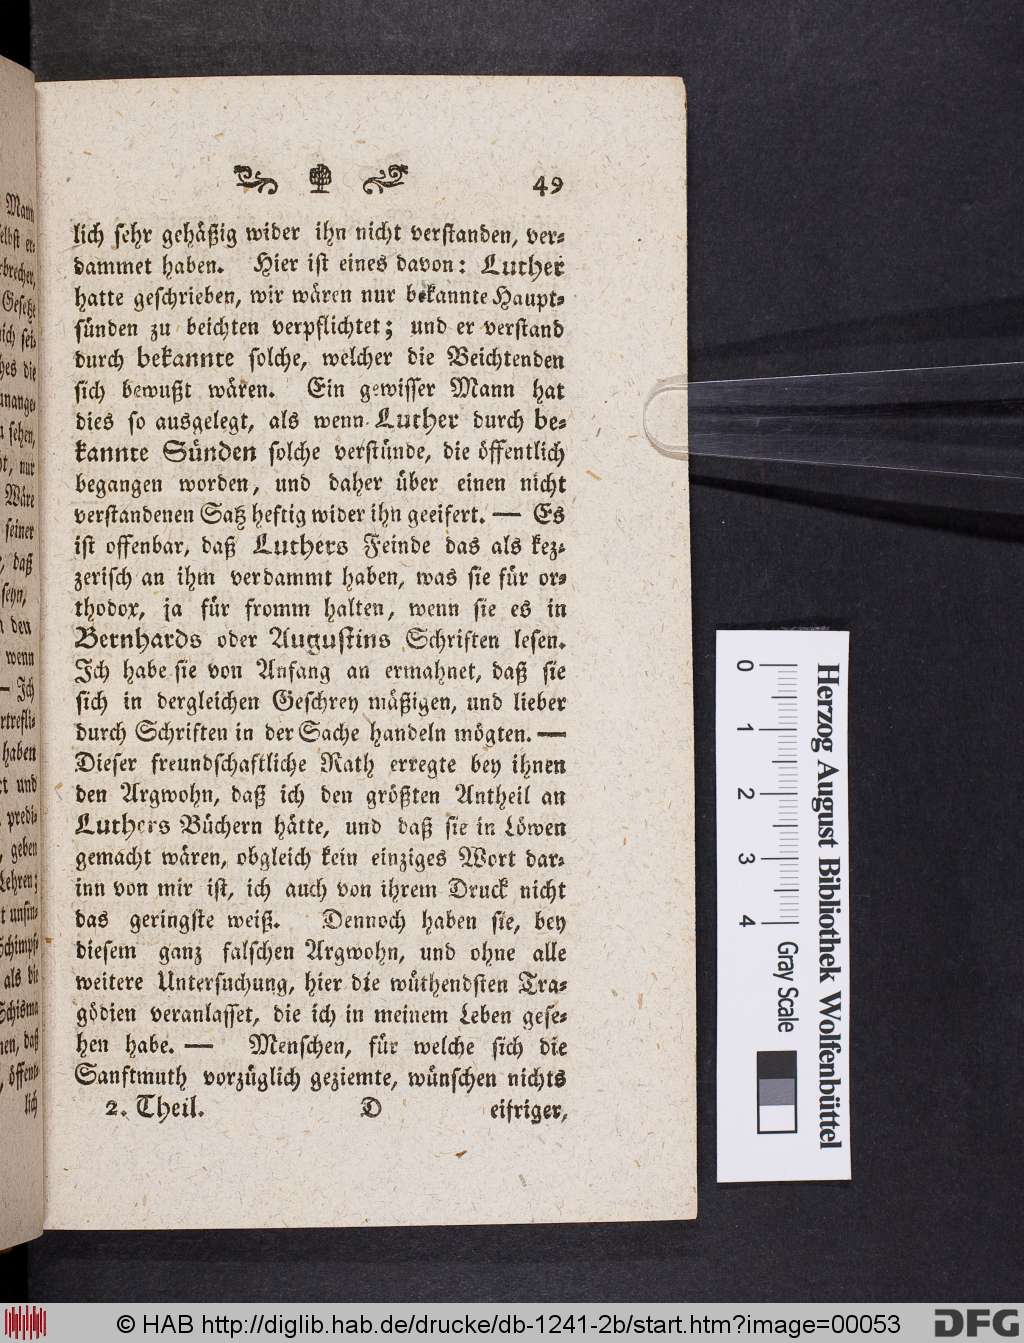 49
lich sehr gehäßig wider ihn nicht verstanden, ver-
dammet haben. Hier ist eines davon: Luther
hatte geschrieben, wir wären nur bekannte Haupt-
sünden zu beichten verpflichtet; und er verstand
durch bekannte solche, welcher die Beichtenden
sich bewußt wären. Ein gewisser Mann hat
dies so ausgelegt, als wenn Luther durch be-
kannte Sünden solche verstünde, die öffentlich
begangen worden, und daher über einen nicht
verstandenen Satz heftig wider ihn geeifert. — Es
ist offenbar, daß Luthers Feinde das als kez-
zerisch an ihm verdammt haben, was sie für or-
thodox, ja für fromm halten, wenn sie es in
Bernhards oder Augustins Schriften lesen.
Ich habe sie von Anfang an ermahnet, daß sie
sich in dergleichen Geschrey mäßigen, und lieber
durch Schriften in der Sache handeln mögten. —
Dieser freundschaftliche Rath erregte bey ihnen
den Argwohn, daß ich den größten Antheil an
Luthers Büchern hätte, und daß sie in Löwen
gemacht wären, obgleich kein einziges Wort dar-
inn von mir ist, ich auch von ihrem Druck nicht
das geringste weiß. Dennoch haben sie, bey
diesem ganz falschen Argwohn, und ohne alle
weitere Untersuchung, hier die wüthendsten Tra-
gödien veranlasset, die ich in meinem Leben gese-
hen habe. — Menschen, für welche sich die
Sanftmuth vorzüglich geziemte, wünschen nichts
2. Theil. D eifriger,
0 1 2 3 4 Gray Scale
Herzog August Bibliothek Wolfenbüttel
© HAB http://diglib.hab.de/drucke/db-1241-2b/start.htm?image=00053
DFG